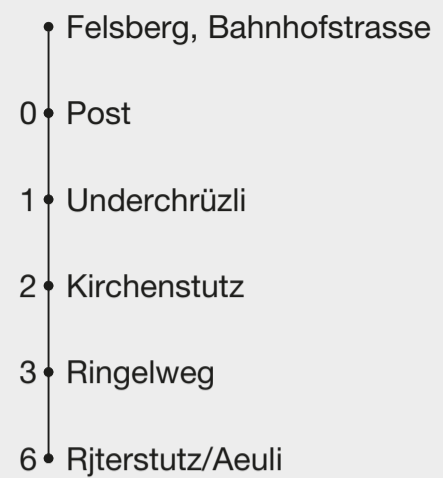 Felsberg, Bahnhofstrasse
0 Post
1 Underchrüzli
2 Kirchenstutz
3 Ringelweg
6 Rjterstutz/Aeuli